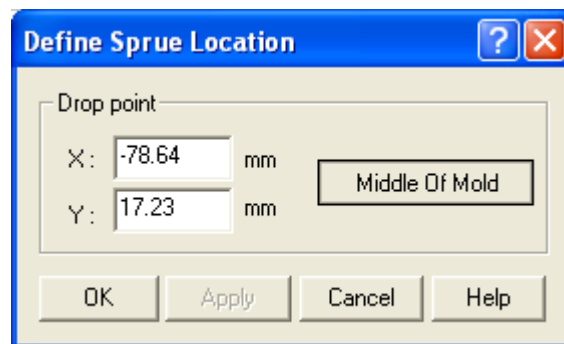 Define Sprue Location
Drop point
X: -78.64 mm
Middle Of Mold
Y: 17.23 mm
OK Apply Cancel Help